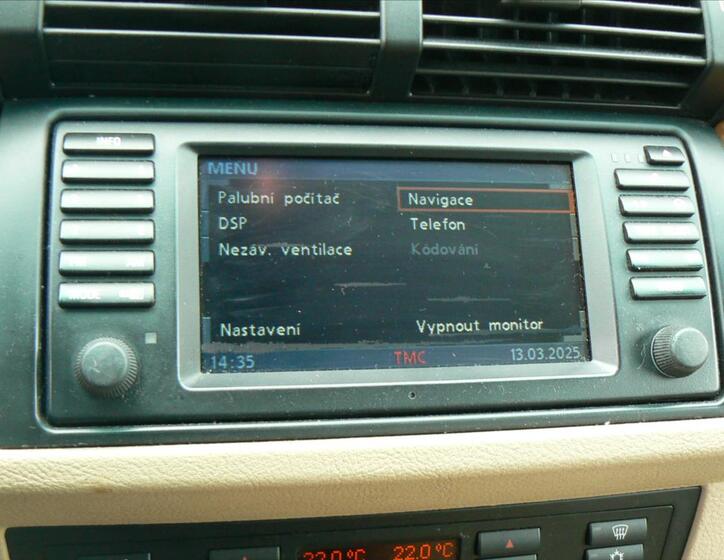 INFO
MENU
Palubní počítač Navigace
DSP Telefon
Nezáv. ventilace Kódování
Nastavení Vypnout monitor
14:35 TMC 13.03.2025
22.0°C 22.0°C